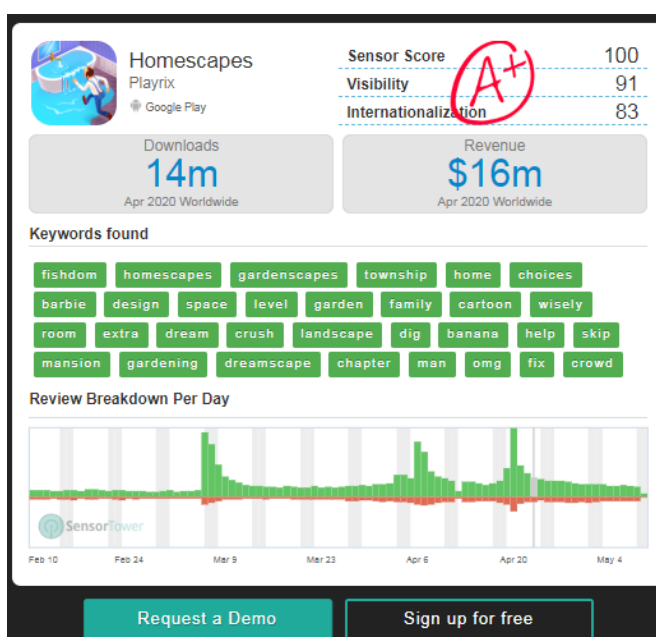 Homescapes
Playrix
Google Play
Sensor Score 100
Visibility 91
Internationalization 83
A+
Downloads
14m
Apr 2020 Worldwide
Revenue
$16m
Apr 2020 Worldwide
Keywords found
fishdom homescapes gardenscapes township home choices
barbie design space level garden family cartoon wisely
room extra dream crush landscape dig banana help skip
mansion gardening dreamscape chapter man omg fix crowd
Review Breakdown Per Day
SensorTower
Feb 10 Feb 24 Mar 9 Mar 23 Apr 6 Apr 20 May 4
Request a Demo Sign up for free